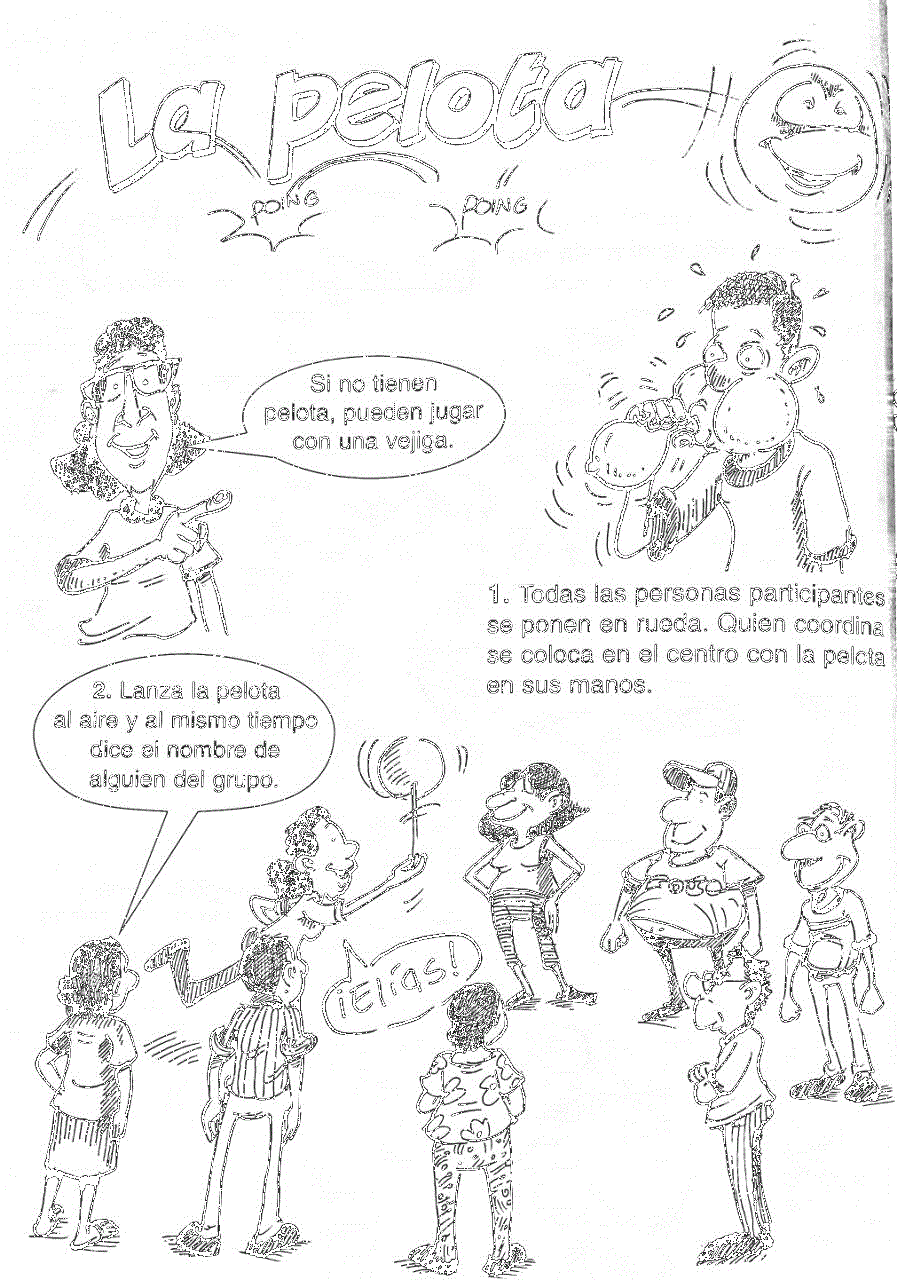 La pelota
POING
POING
Si no tienen
pelota, pueden jugar
con una vejiga.
1. Todas las personas participantes
se ponen en rueda. Quien coordina
se coloca en el centro con la pelota
en sus manos.
2. Lanza la pelota
al aire y al mismo tiempo
dice el nombre de
alguien del grupo.
¡Elías!